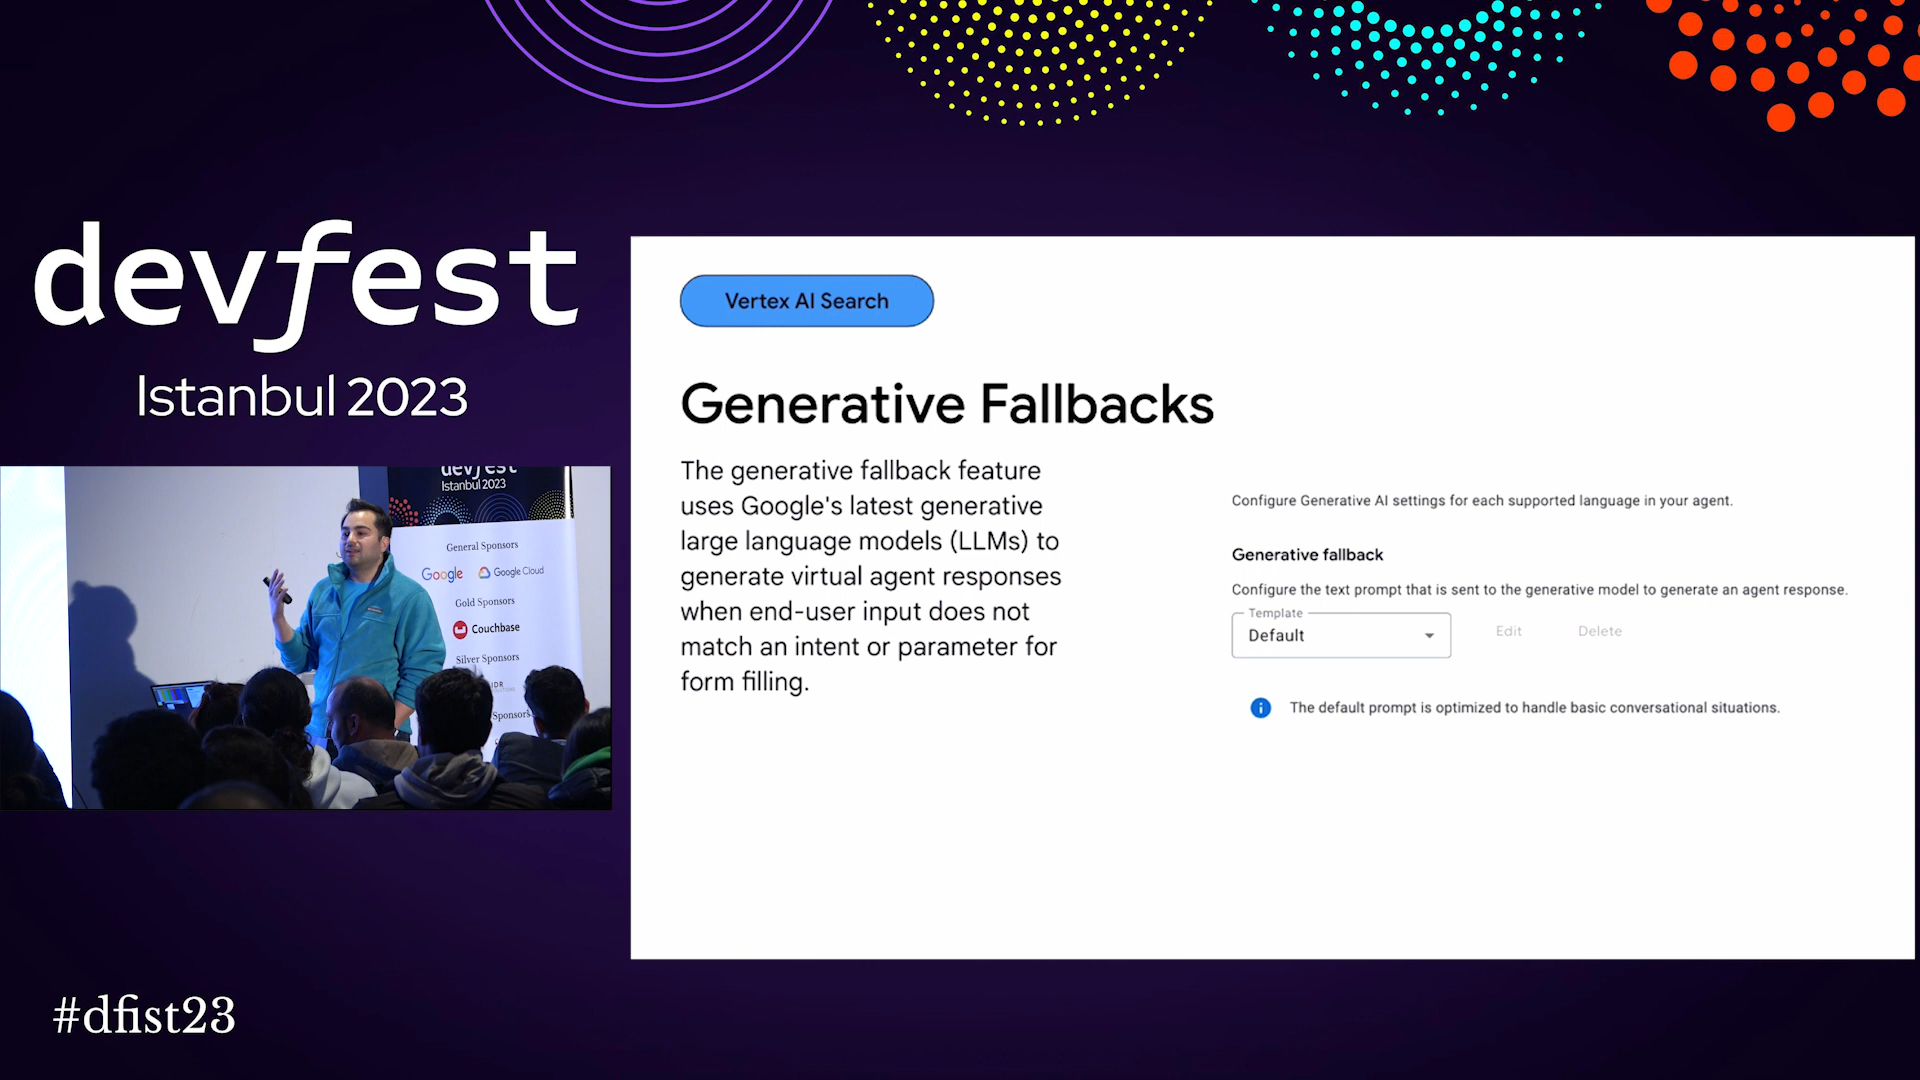 devfest
Istanbul 2023
devfest
Istanbul 2023
General Sponsors
Google
Google Cloud
Gold Sponsors
Couchbase
Silver Sponsors
IDR
Sponsors
#dfist23
Vertex AI Search
Generative Fallbacks
The generative fallback feature
uses Google's latest generative
large language models (LLMs) to
generate virtual agent responses
when end-user input does not
match an intent or parameter for
form filling.
Configure Generative AI settings for each supported language in your agent.
Generative fallback
Configure the text prompt that is sent to the generative model to generate an agent response.
Template
Default
Edit
Delete
The default prompt is optimized to handle basic conversational situations.